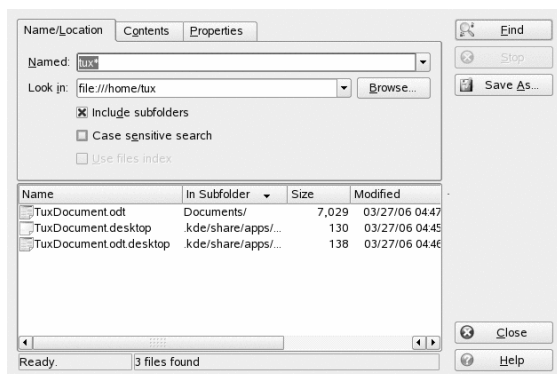 Name/Location Contents Properties
Find
Named: tux*
Stop
Look in: file:///home/tux Browse...
Save As...
Include subfolders
Case sensitive search
Use files index
Name In Subfolder Size Modified
TuxDocument.odt Documents/ 7,029 03/27/06 04:47
TuxDocument.desktop .kde/share/apps/... 130 03/27/06 04:45
TuxDocument.odt.desktop .kde/share/apps/... 138 03/27/06 04:46
Close
Ready. 3 files found
Help